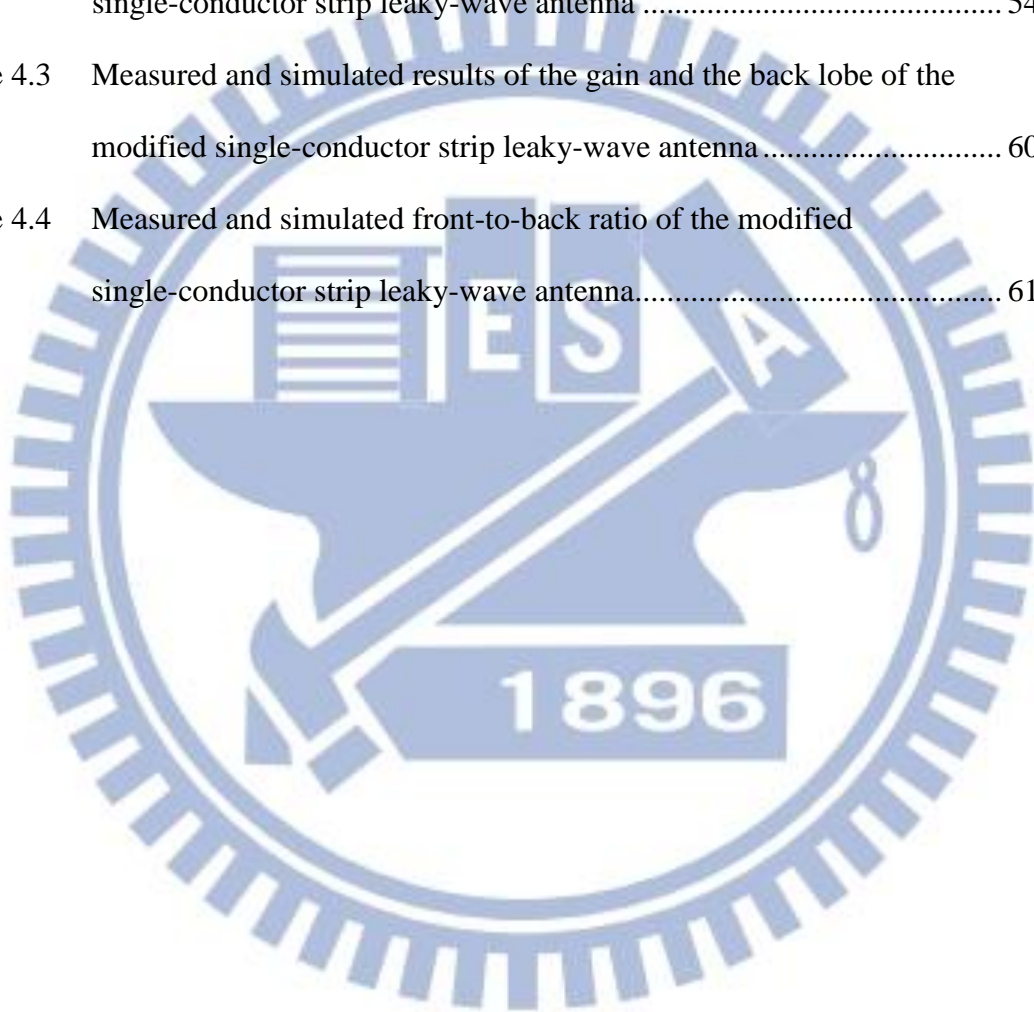 single-conductor strip leaky-wave antenna ........................................ 54
e 4.3 Measured and simulated results of the gain and the back lobe of the
modified single-conductor strip leaky-wave antenna ........................... 60
e 4.4 Measured and simulated front-to-back ratio of the modified
single-conductor strip leaky-wave antenna......................................... 61
E S A
8
1896